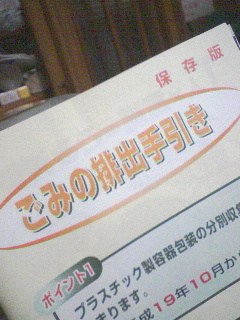 保存版
ごみの排出手引き
ポイント1
プラスチック製容器包装の分別収
まります。
成19年10月か